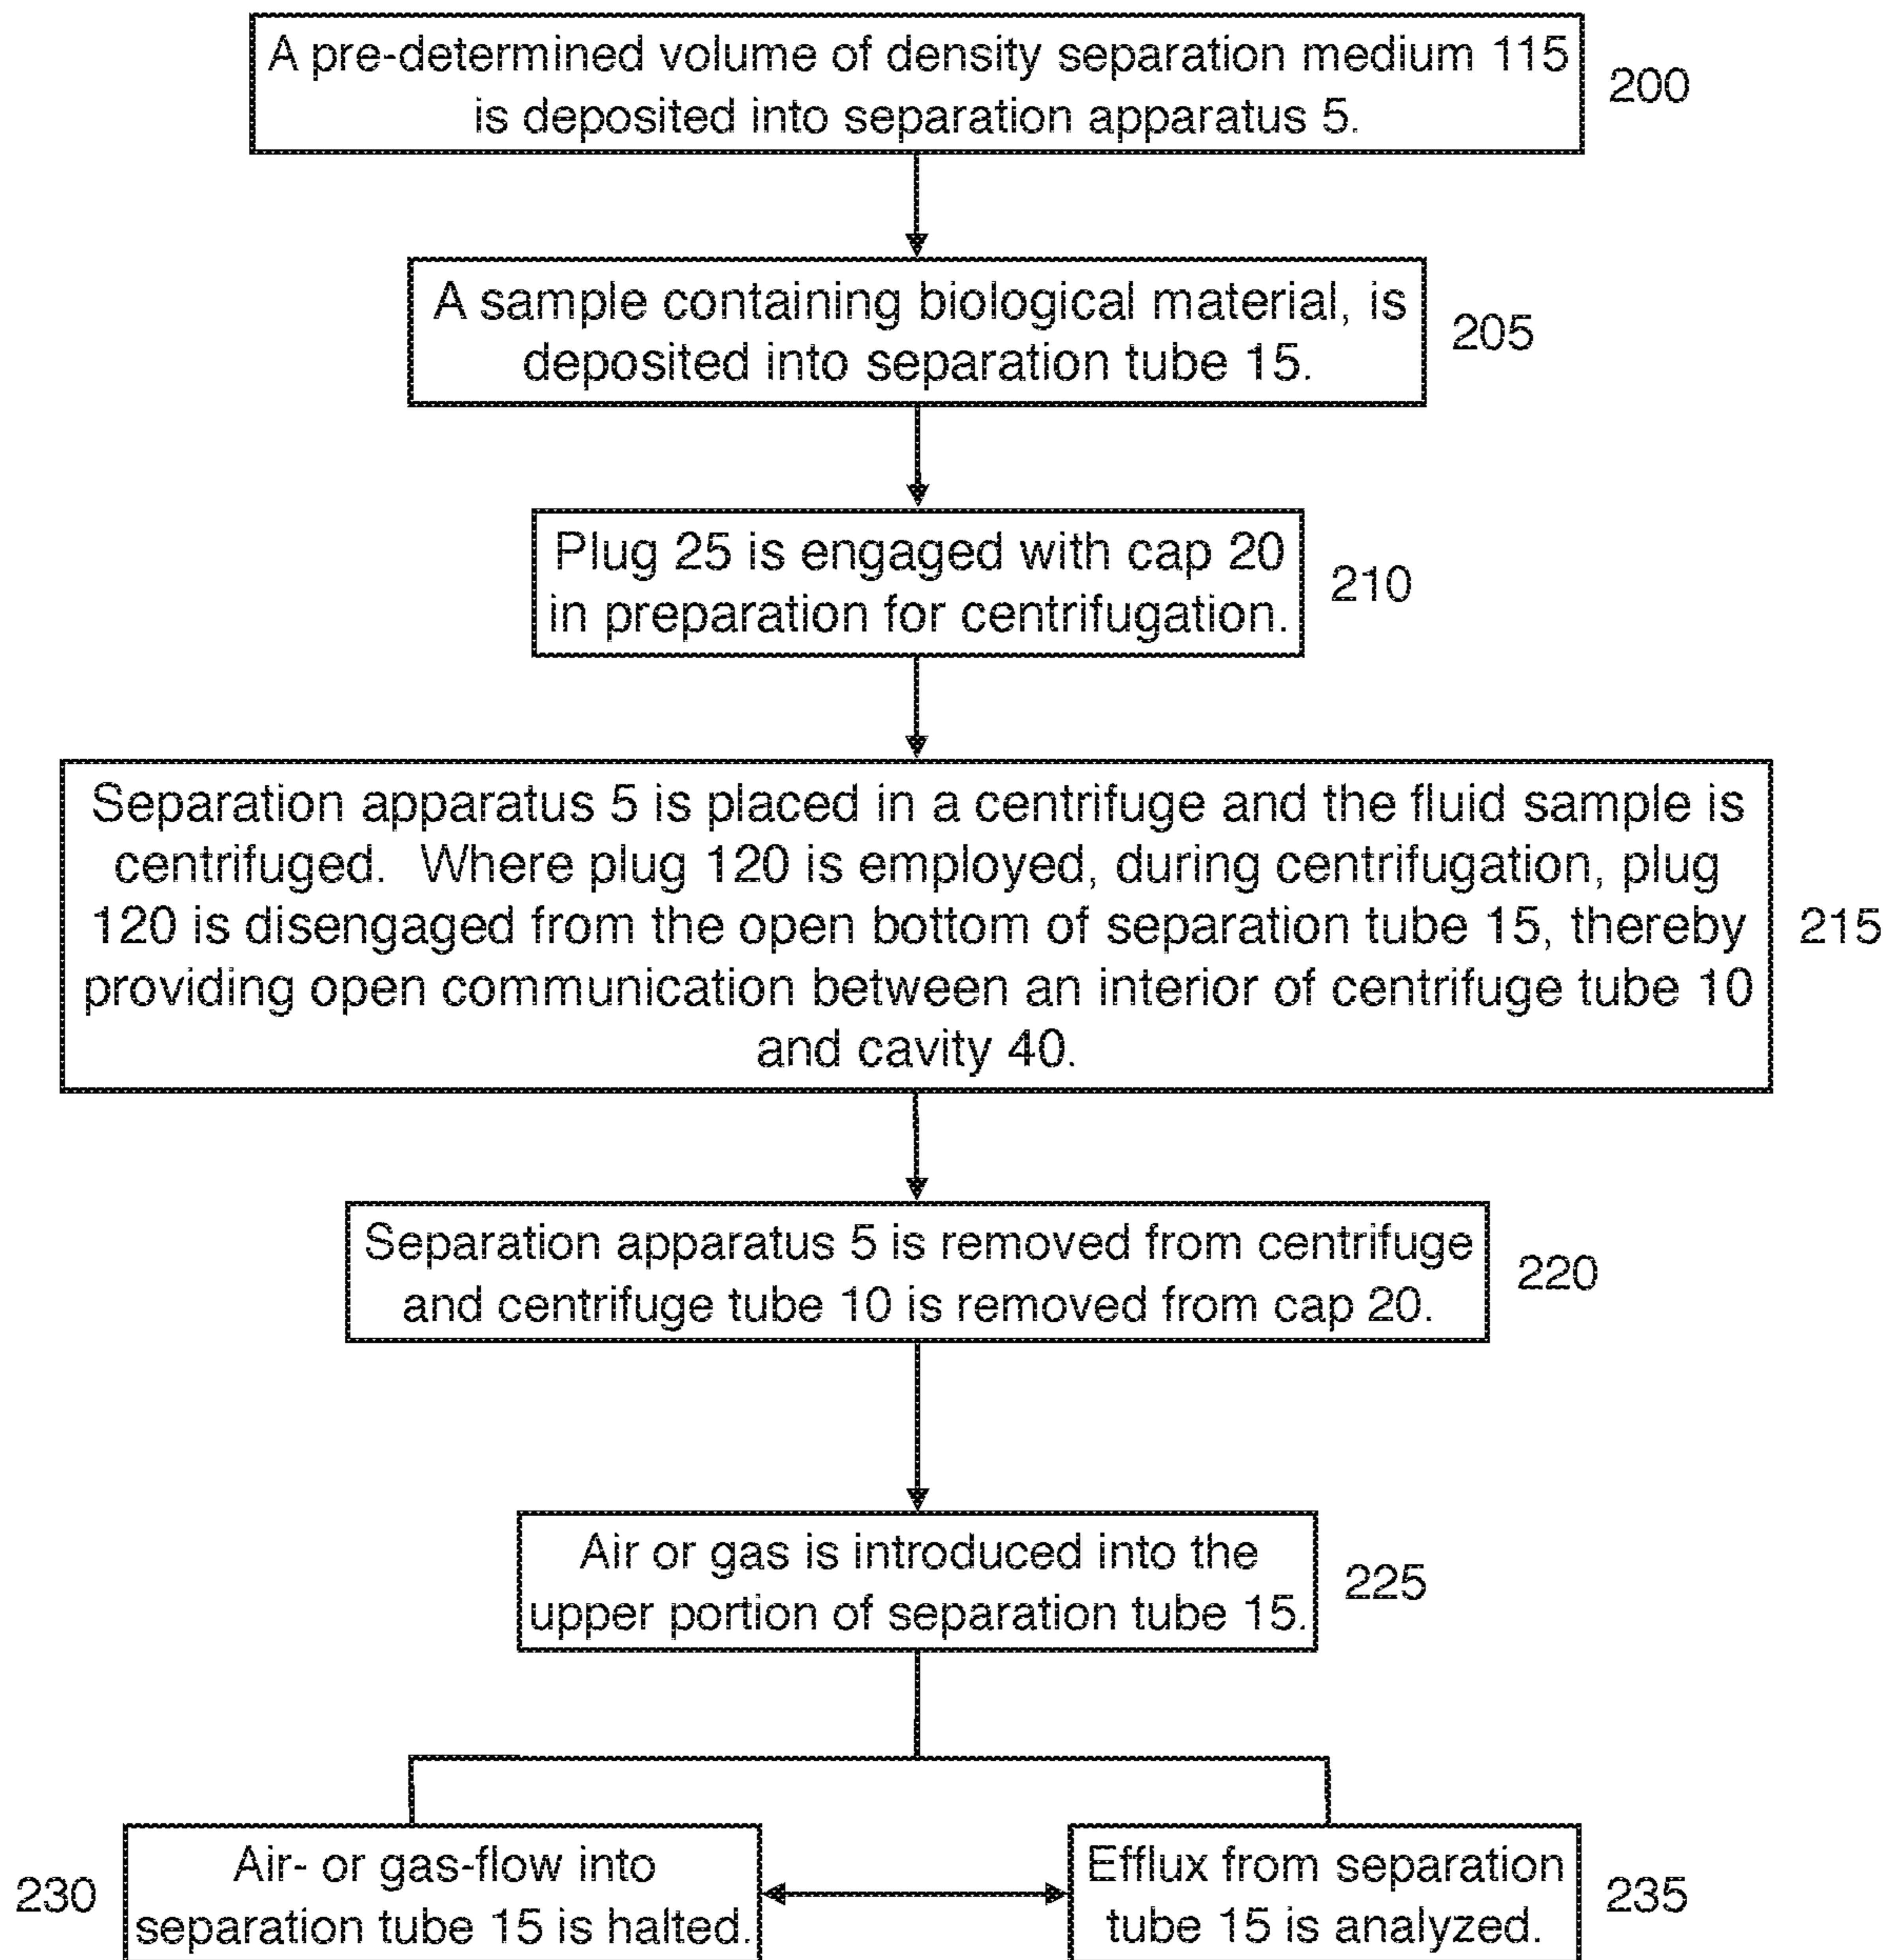 A pre-determined volume of density separation medium 115
is deposited into separation apparatus 5.
200
A sample containing biological material, is
deposited into separation tube 15.
205
Plug 25 is engaged with cap 20
in preparation for centrifugation.
210
Separation apparatus 5 is placed in a centrifuge and the fluid sample is
centrifuged. Where plug 120 is employed, during centrifugation, plug
120 is disengaged from the open bottom of separation tube 15, thereby
providing open communication between an interior of centrifuge tube 10
and cavity 40.
215
Separation apparatus 5 is removed from centrifuge
and centrifuge tube 10 is removed from cap 20.
220
Air or gas is introduced into the
upper portion of separation tube 15.
225
230
Air- or gas-flow into
separation tube 15 is halted.
Efflux from separation
tube 15 is analyzed.
235